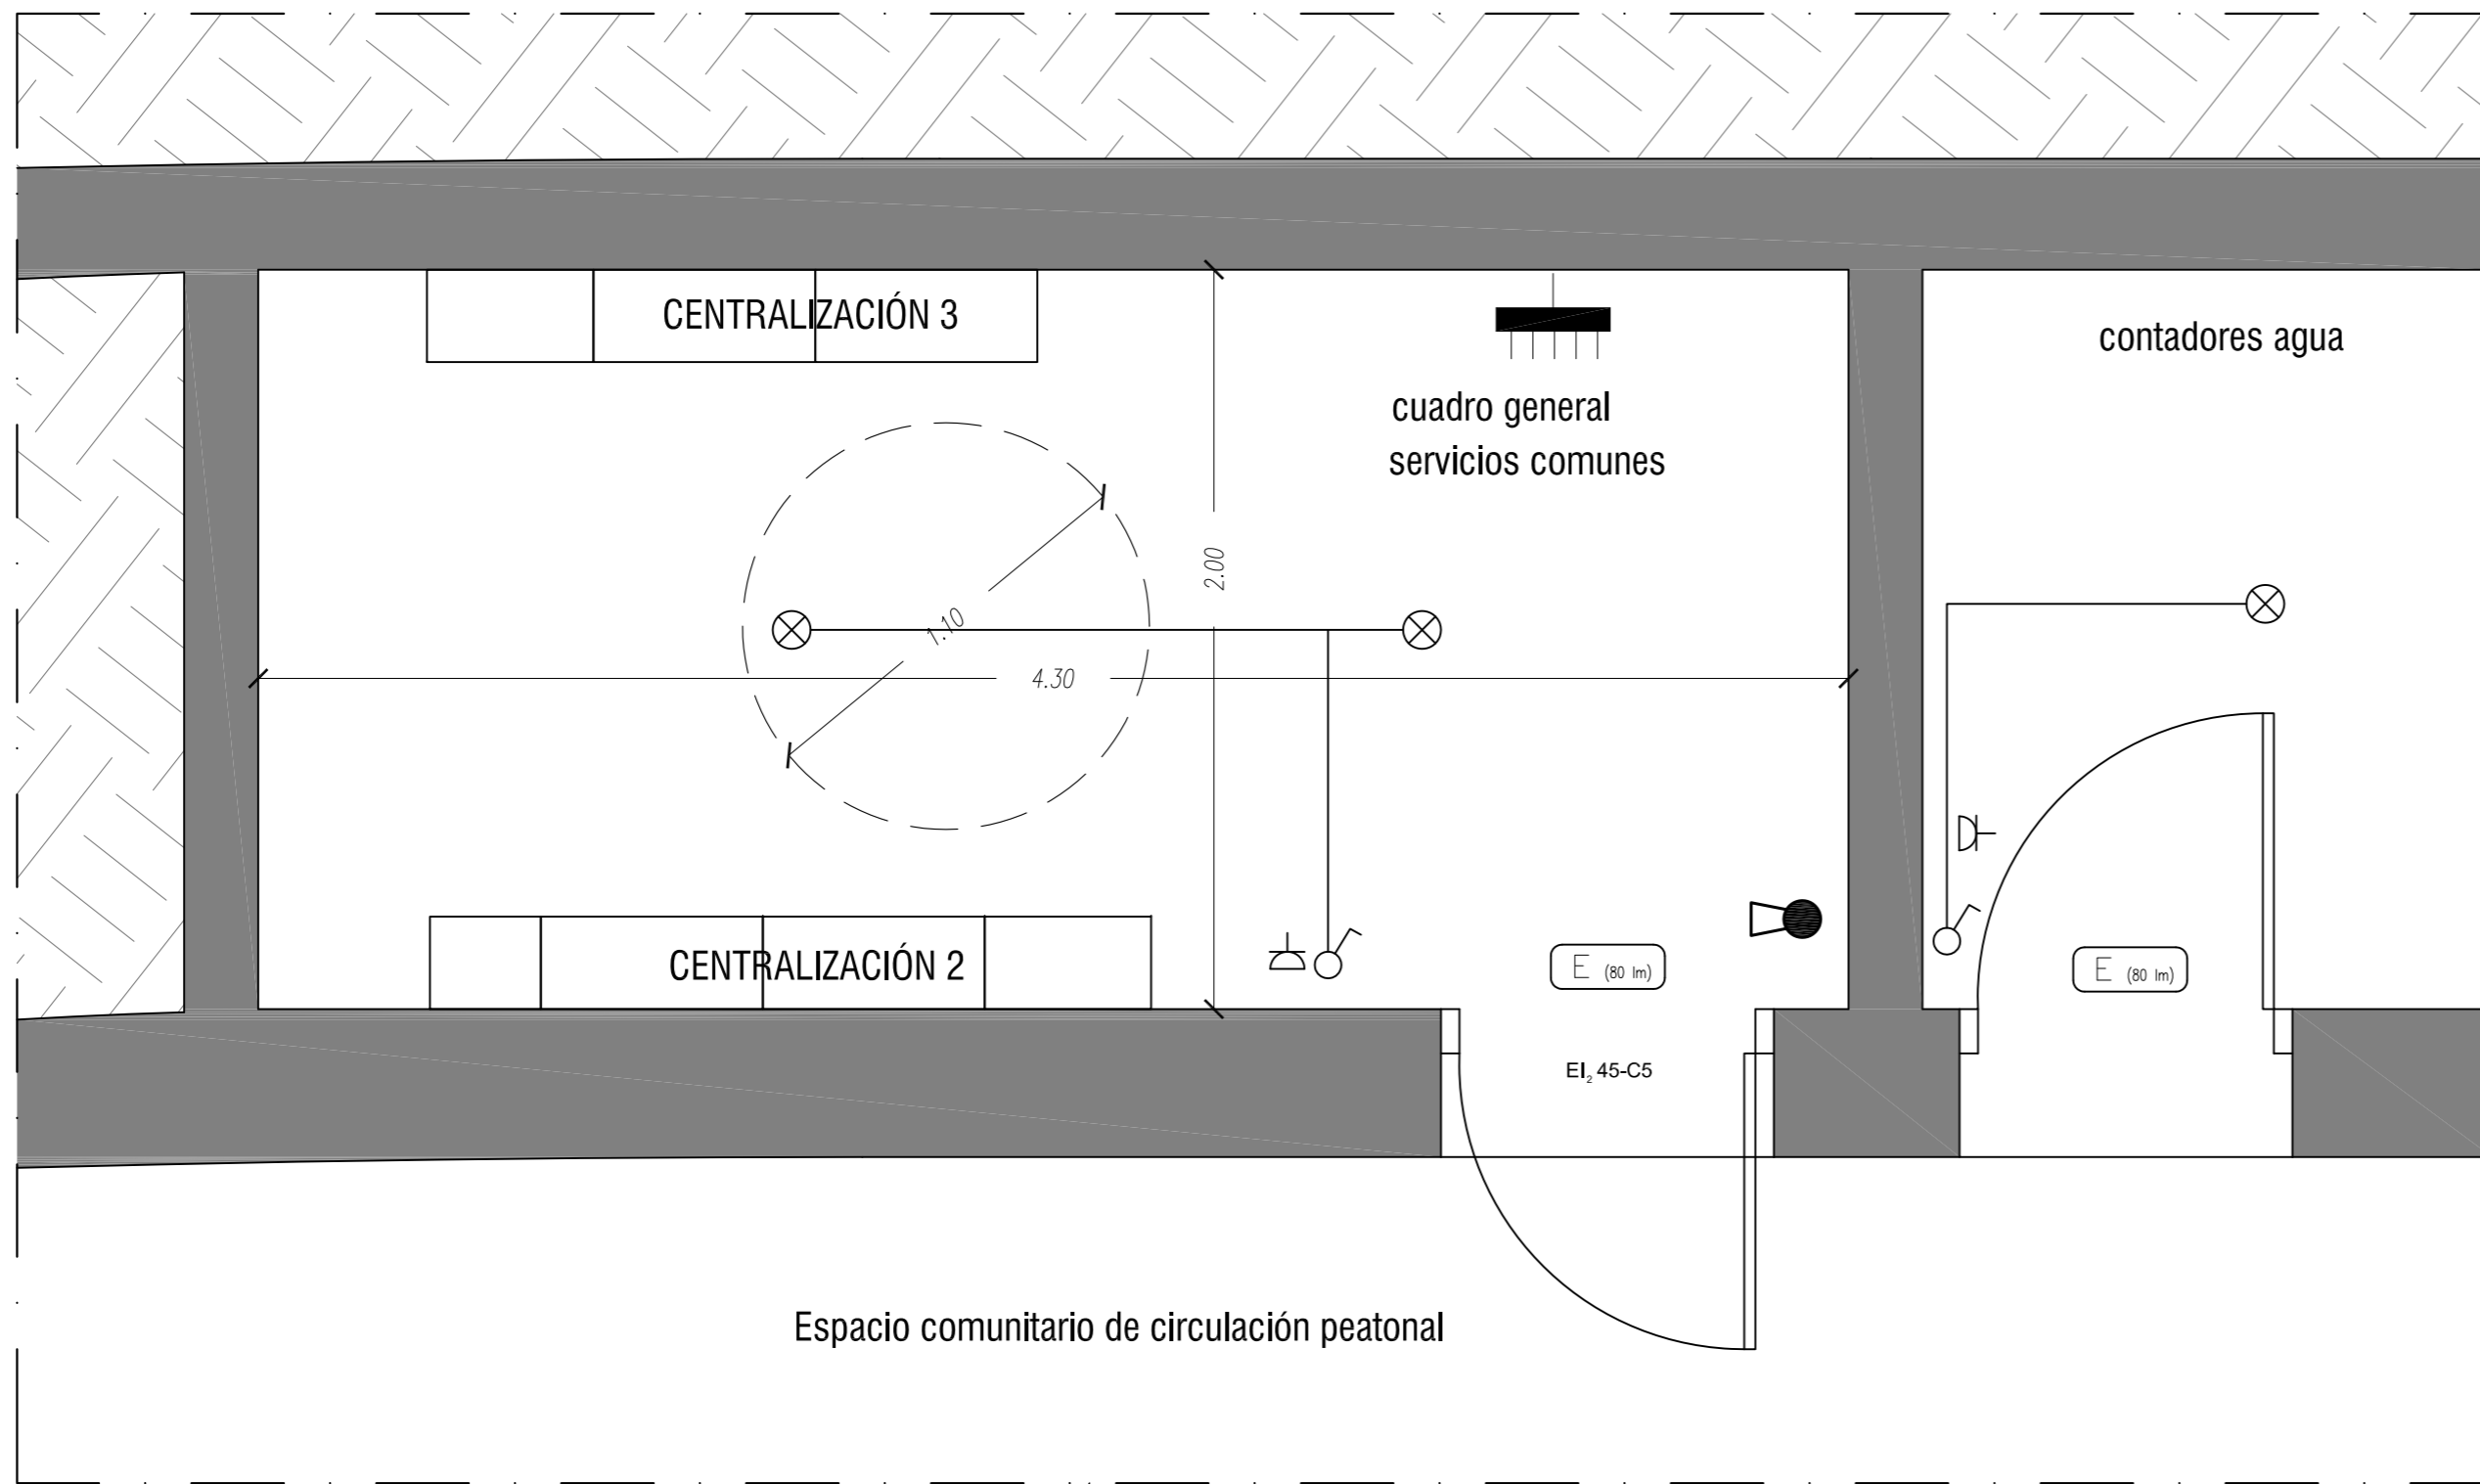 CENTRALIZACIÓN 3
contadores agua
cuadro general
servicios comunes
2.00
1.10
4.30
CENTRALIZACIÓN 2
E (80 lm)
E (80 lm)
EI₂ 45-C5
Espacio comunitario de circulación peatonal